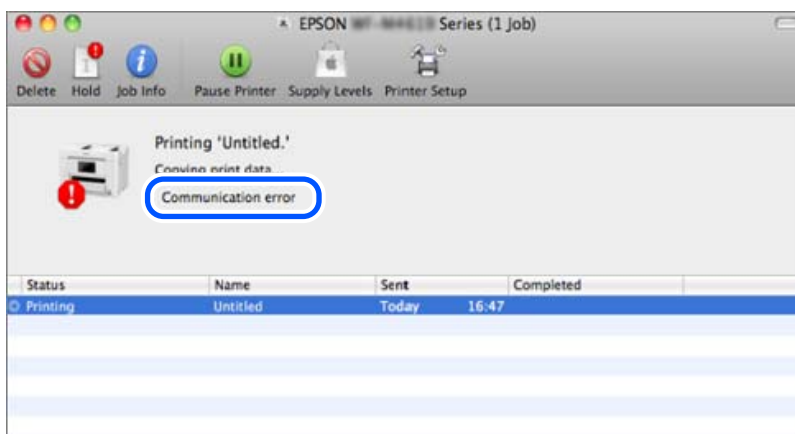 EPSON Series (1 Job)
Delete Hold Job Info Pause Printer Supply Levels Printer Setup
Printing 'Untitled.'
Copying print data...
Communication error
Status Name Sent Completed
Printing Untitled Today 16:47